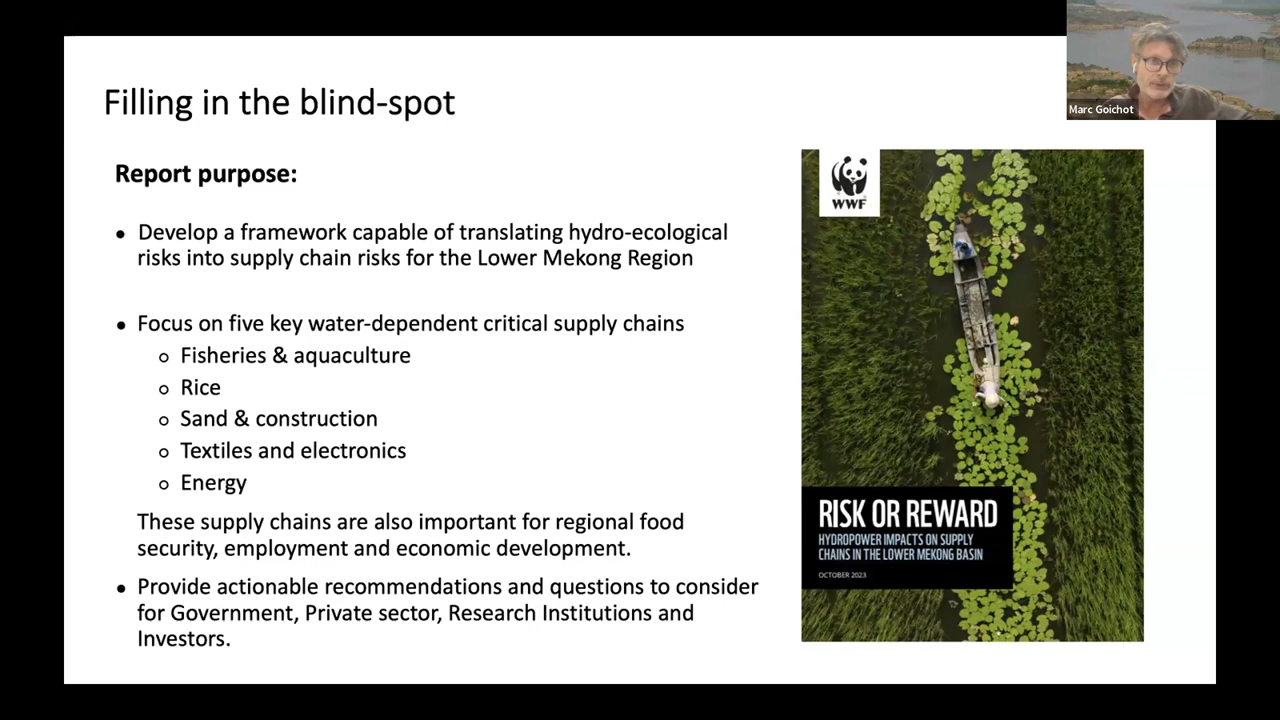 Marc Goichot
Filling in the blind-spot
Report purpose:
● Develop a framework capable of translating hydro-ecological
risks into supply chain risks for the Lower Mekong Region
● Focus on five key water-dependent critical supply chains
○ Fisheries & aquaculture
○ Rice
○ Sand & construction
○ Textiles and electronics
○ Energy
These supply chains are also important for regional food
security, employment and economic development.
● Provide actionable recommendations and questions to consider
for Government, Private sector, Research Institutions and
Investors.
WWF
RISK OR REWARD
HYDROPOWER IMPACTS ON SUPPLY
CHAINS IN THE LOWER MEKONG BASIN
OCTOBER 2023